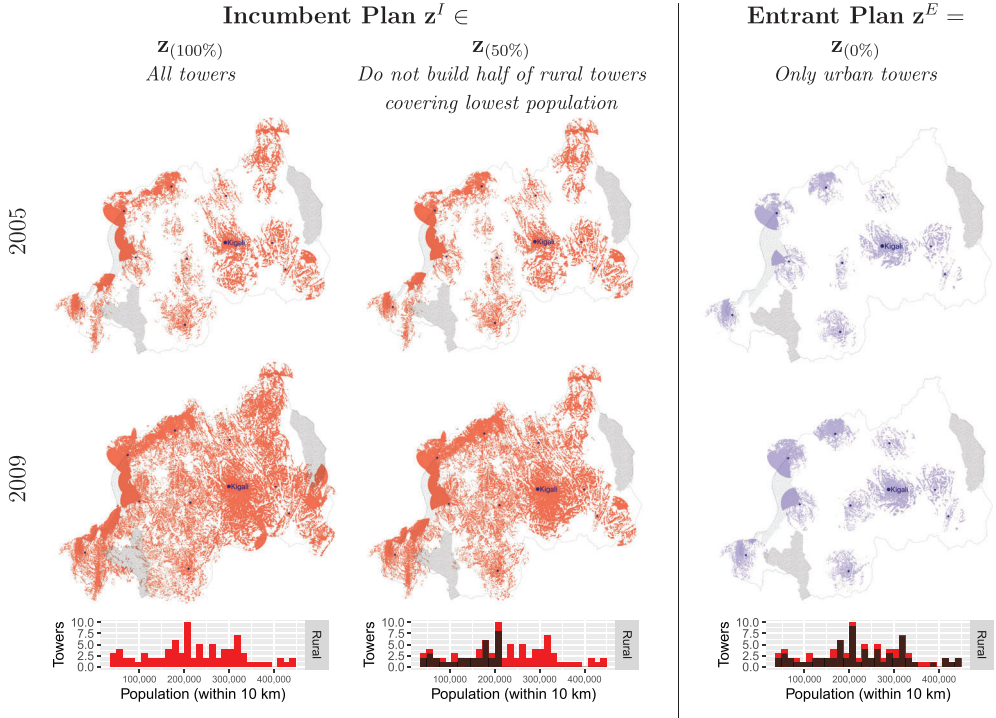 Incumbent Plan z^I ∈
z(100%)
All towers
z(50%)
Do not build half of rural towers
covering lowest population
Entrant Plan z^E =
z(0%)
Only urban towers
2005
Kigali
Kigali
Kigali
2009
Kigali
Kigali
Kigali
Towers
10.0
7.5
5.0
2.5
0.0
Rural
100,000 200,000 300,000 400,000
Population (within 10 km)
Towers
10.0
7.5
5.0
2.5
0.0
Rural
100,000 200,000 300,000 400,000
Population (within 10 km)
Towers
10.0
7.5
5.0
2.5
0.0
Rural
100,000 200,000 300,000 400,000
Population (within 10 km)